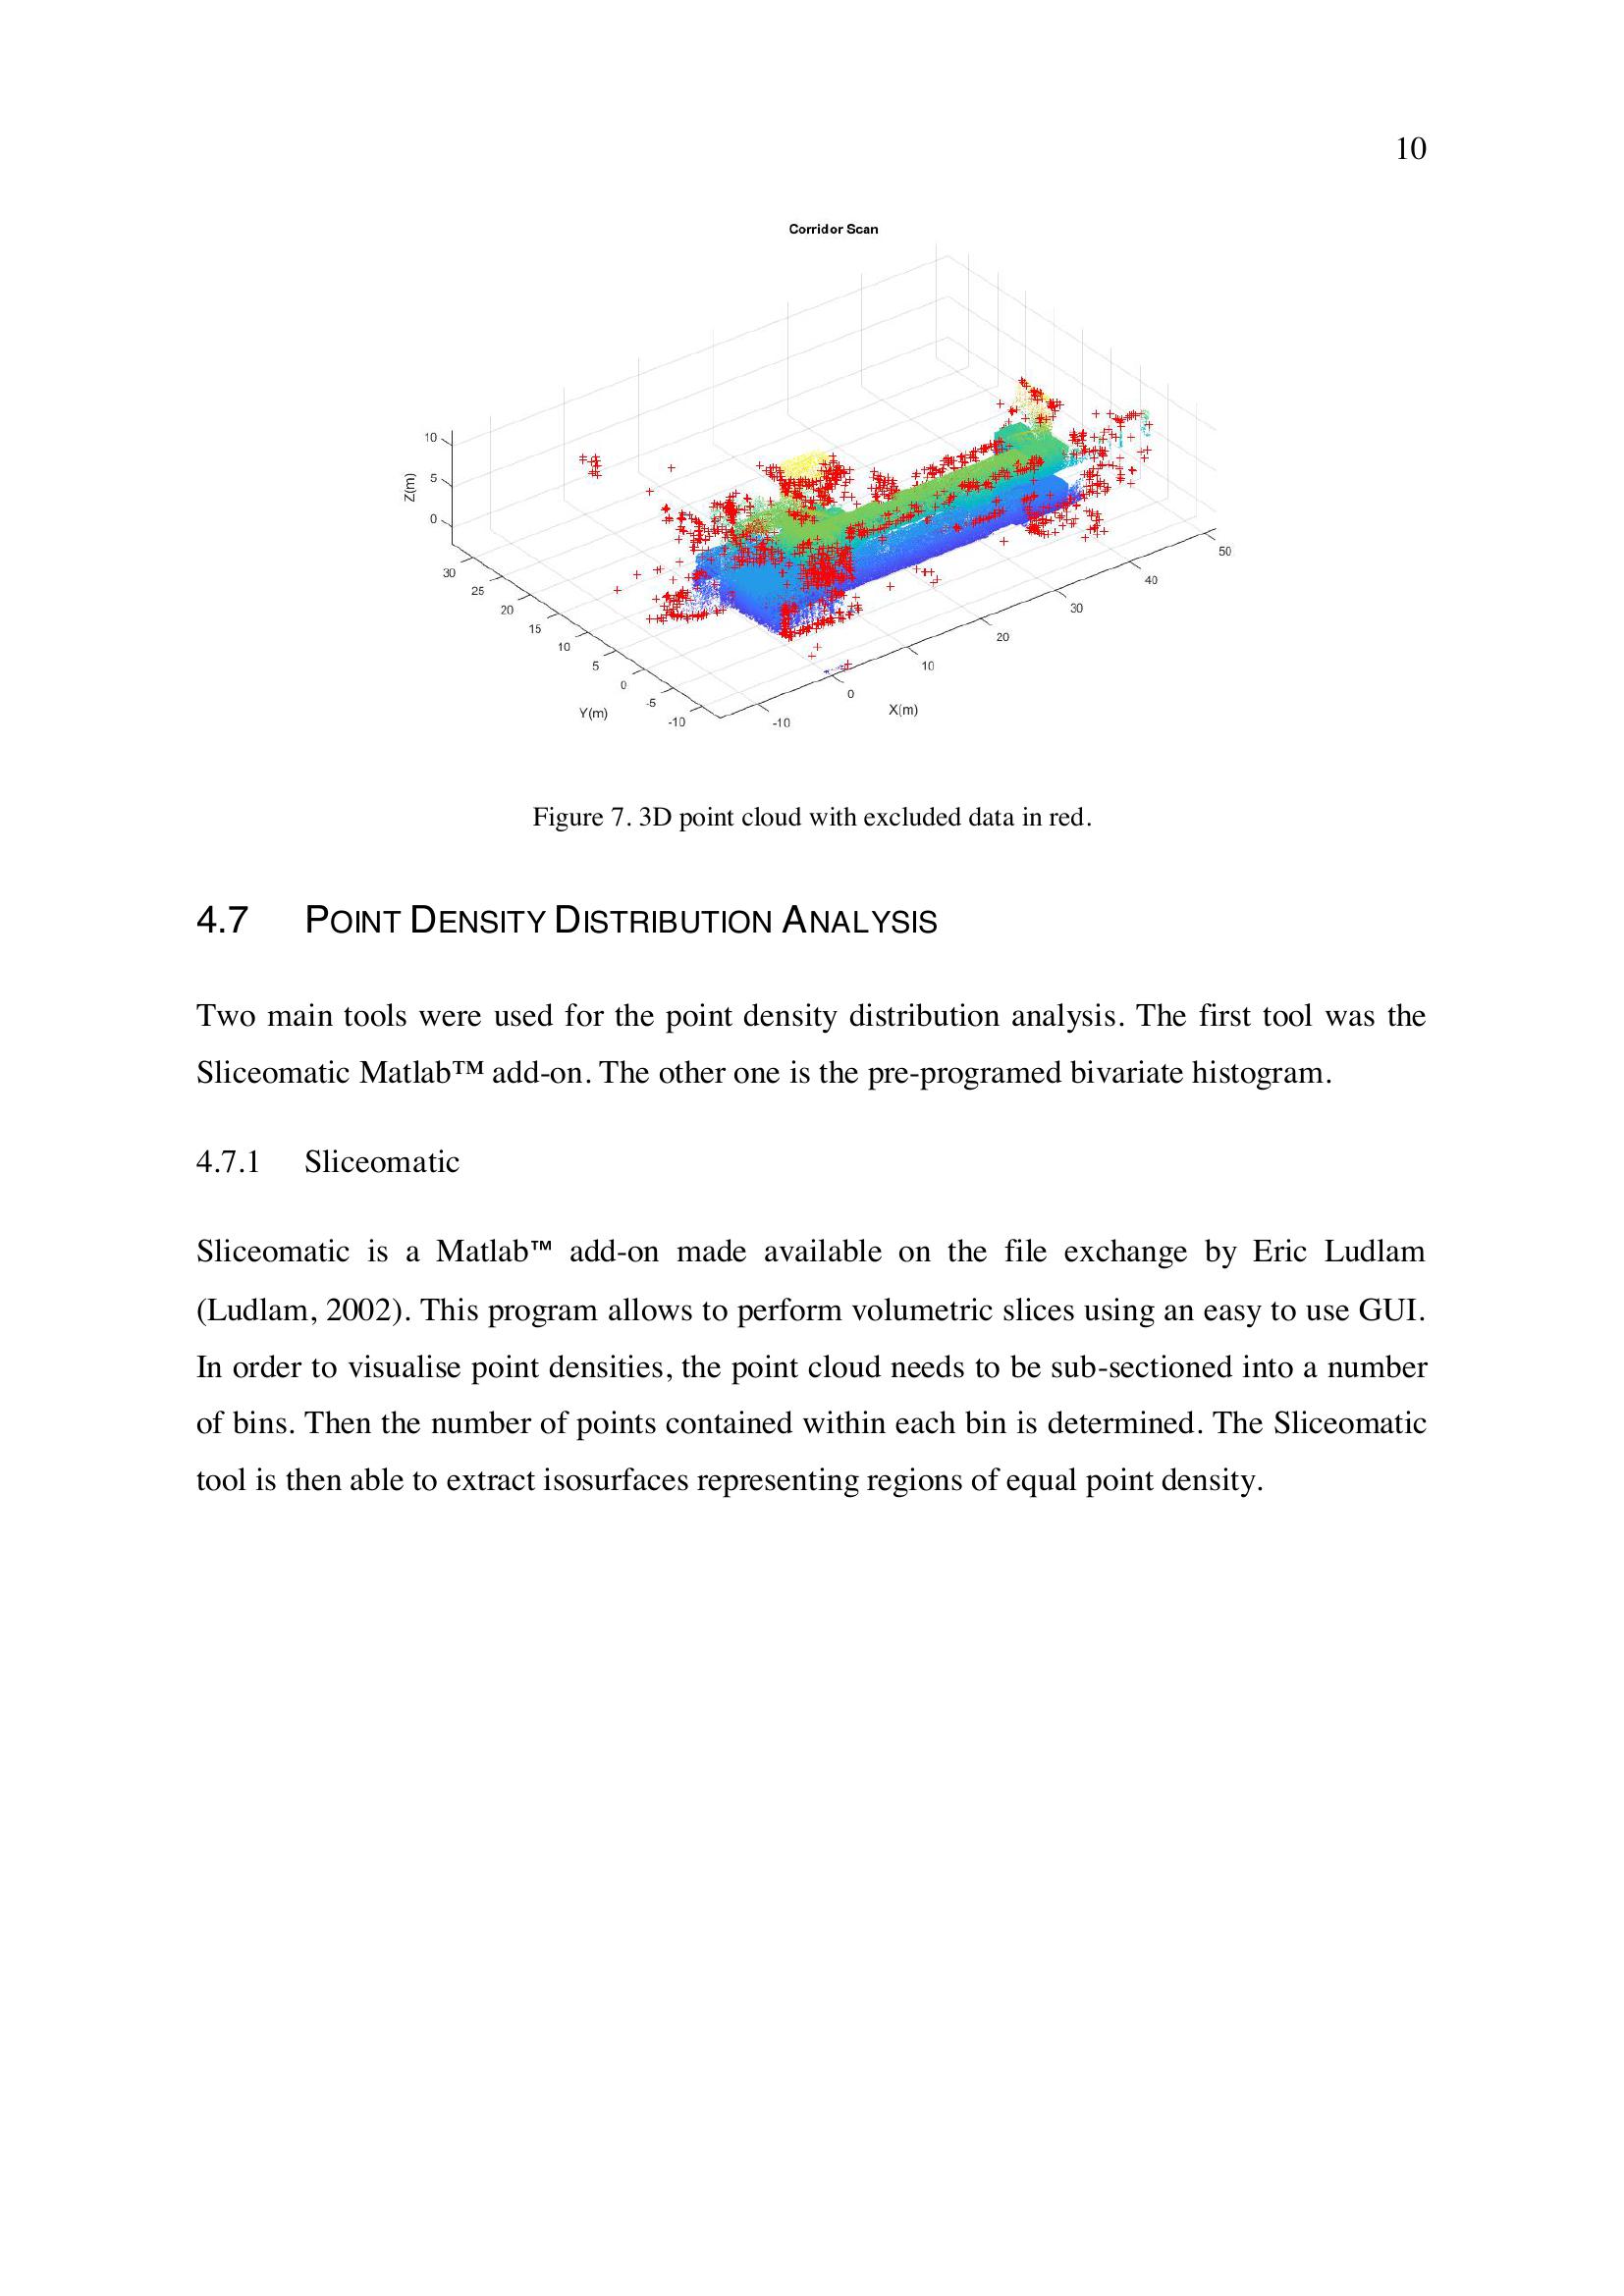 10
Corridor Scan
10
5
0
Z(m)
30
25
20
15
10
5
0
-5
-10
Y(m)
-10
0
10
20
30
40
50
X(m)
Figure 7. 3D point cloud with excluded data in red.
4.7 POINT DENSITY DISTRIBUTION ANALYSIS
Two main tools were used for the point density distribution analysis. The first tool was the
Sliceomatic Matlab™ add-on. The other one is the pre-programed bivariate histogram.
4.7.1 Sliceomatic
Sliceomatic is a Matlab™ add-on made available on the file exchange by Eric Ludlam
(Ludlam, 2002). This program allows to perform volumetric slices using an easy to use GUI.
In order to visualise point densities, the point cloud needs to be sub-sectioned into a number
of bins. Then the number of points contained within each bin is determined. The Sliceomatic
tool is then able to extract isosurfaces representing regions of equal point density.